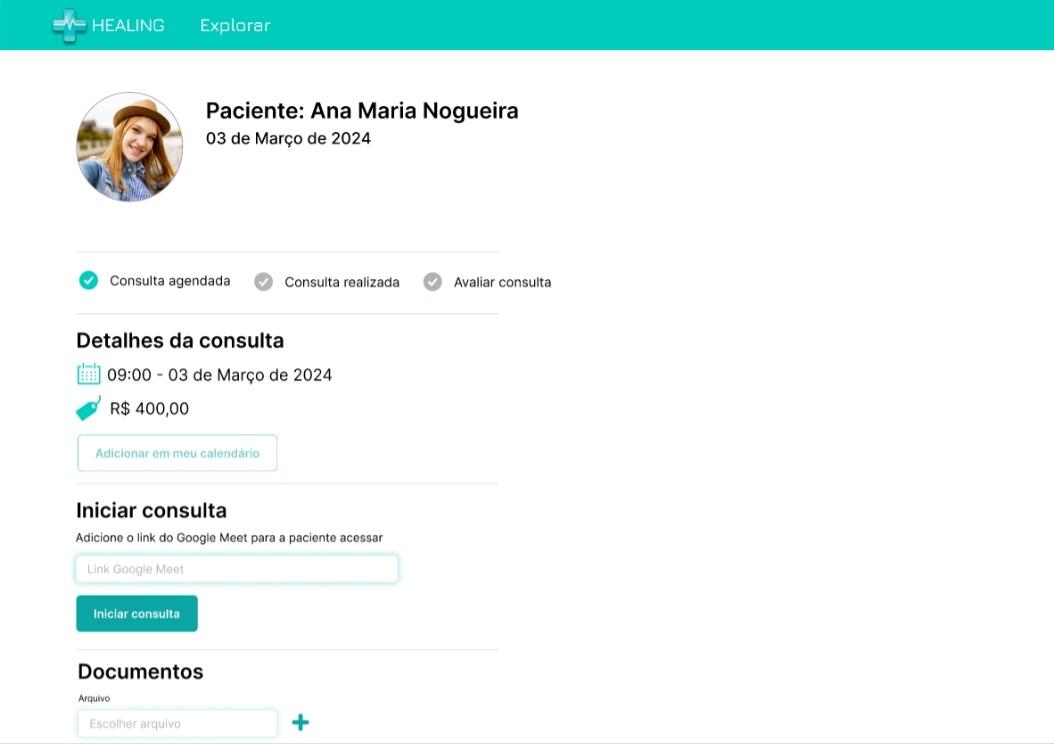 HEALING Explorar
Paciente: Ana Maria Nogueira
03 de Março de 2024
Consulta agendada Consulta realizada Avaliar consulta
Detalhes da consulta
09:00 - 03 de Março de 2024
R$ 400,00
Adicionar em meu calendário
Iniciar consulta
Adicione o link do Google Meet para a paciente acessar
Link Google Meet
Iniciar consulta
Documentos
Arquivo
Escolher arquivo